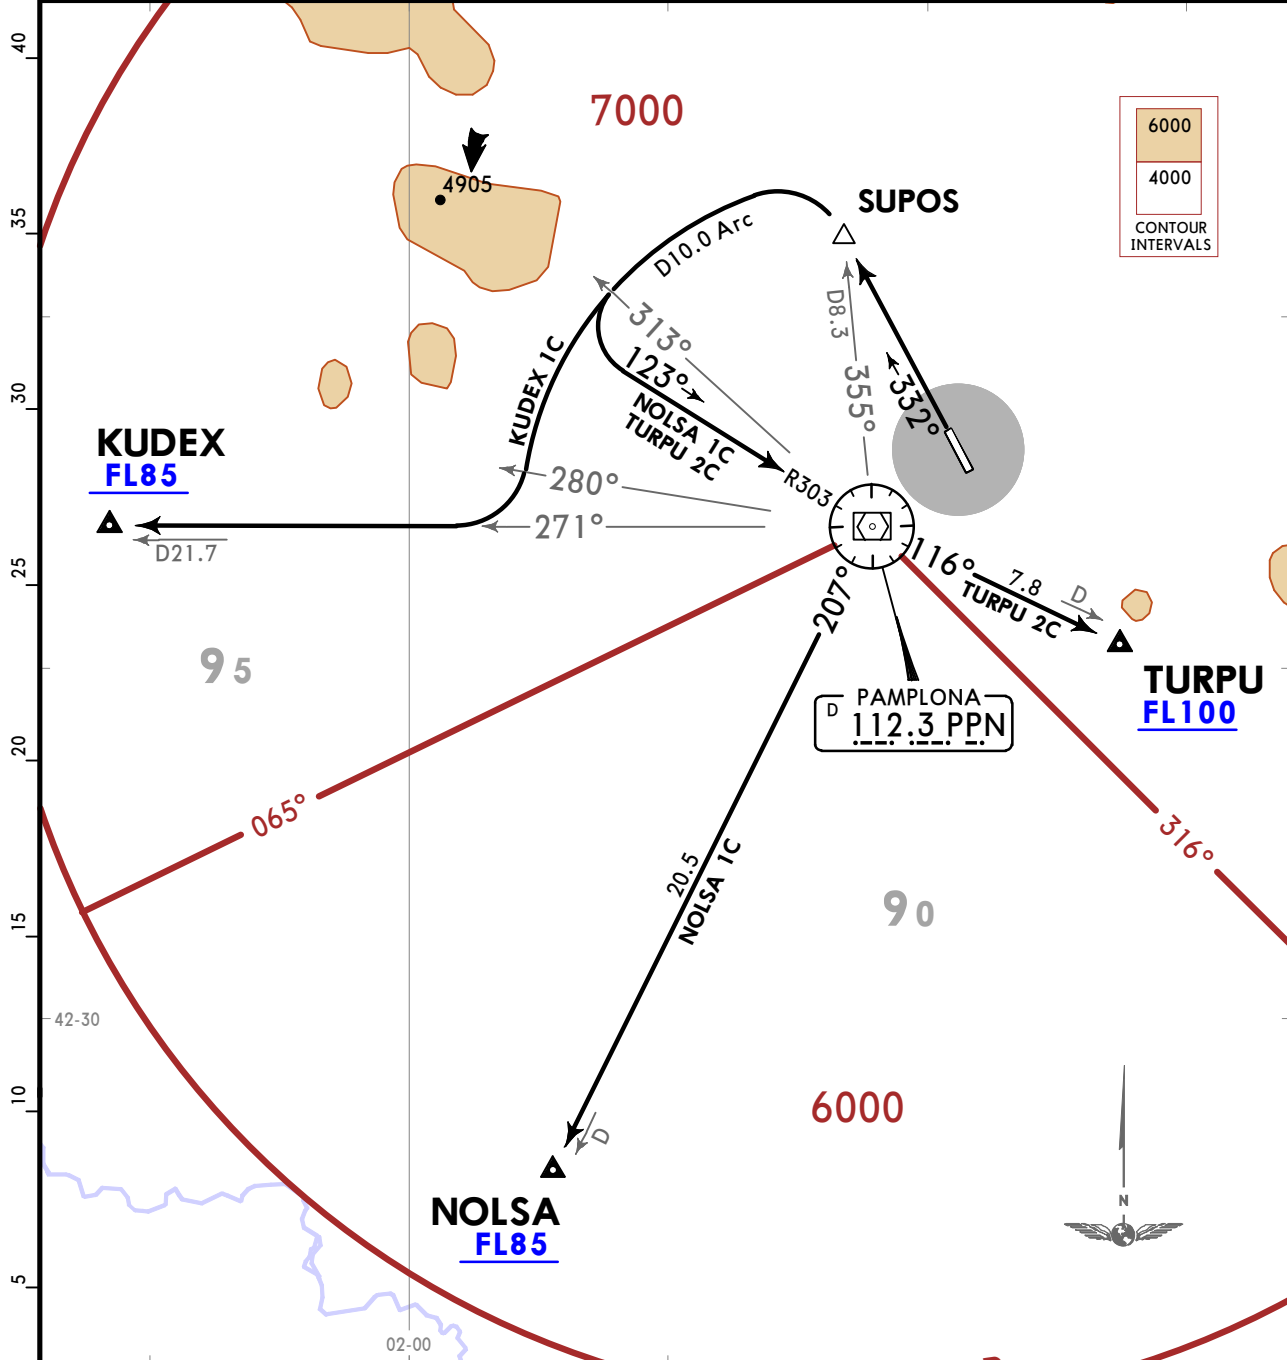 40
35
30
25
20
15
10
5
7000
4905
6000
4000
CONTOUR
INTERVALS
SUPOS
D10.0 Arc
D8.3
313°
355°
332°
123°
KUDEX 1C
NOLSA 1C
TURPU 2C
R303
KUDEX
FL85
280°
271°
D21.7
116°
7.8
D
TURPU 2C
207°
TURPU
FL100
PAMPLONA
D 112.3 PPN
95
065°
316°
20.5
NOLSA 1C
90
42-30
6000
D
NOLSA
FL85
N
02-00